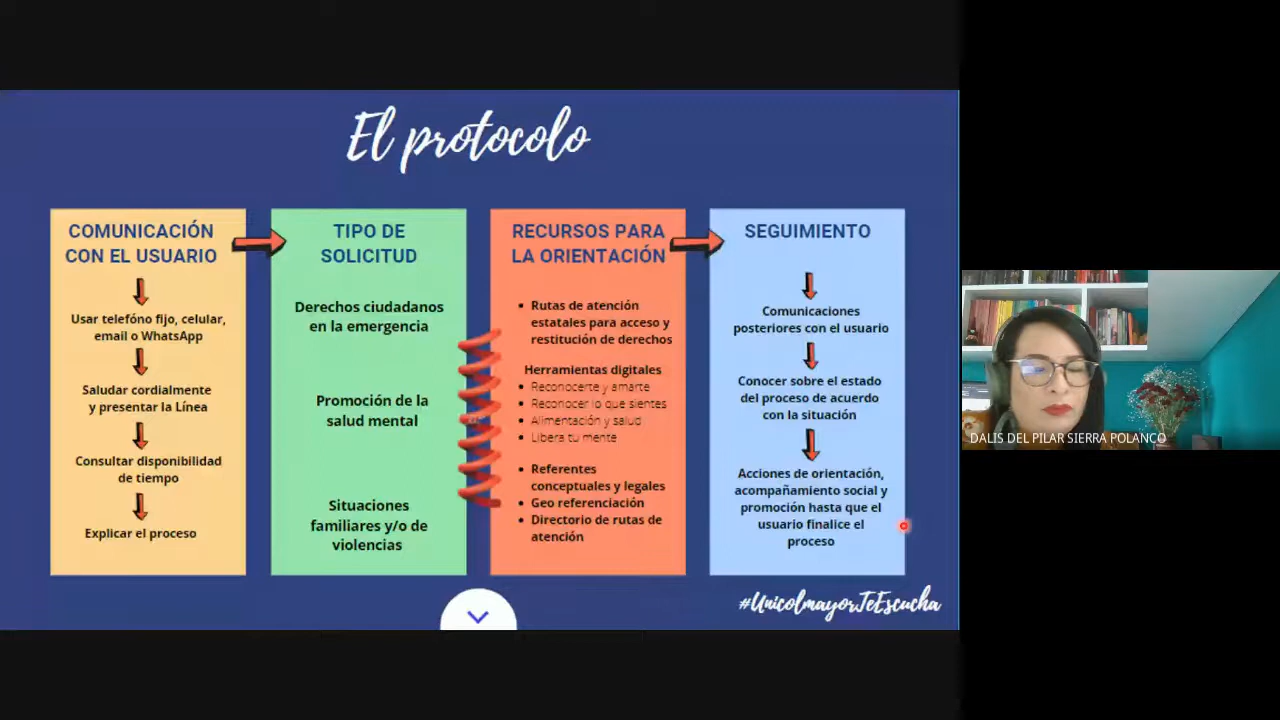 El protocolo
COMUNICACIÓN
CON EL USUARIO
Usar telefóno fijo, celular,
email o WhatsApp
Saludar cordialmente
y presentar la Línea
Consultar disponibilidad
de tiempo
Explicar el proceso
TIPO DE
SOLICITUD
Derechos ciudadanos
en la emergencia
Promoción de la
salud mental
Situaciones
familiares y/o de
violencias
RECURSOS PARA
LA ORIENTACIÓN
• Rutas de atención
estatales para acceso y
restitución de derechos
Herramientas digitales
• Reconocerte y amarte
• Reconocer lo que sientes
• Alimentación y salud
• Libera tu mente
• Referentes
conceptuales y legales
• Geo referenciación
• Directorio de rutas de
atención
SEGUIMIENTO
Comunicaciones
posteriores con el usuario
Conocer sobre el estado
del proceso de acuerdo
con la situación
Acciones de orientación,
acompañamiento social y
promoción hasta que el
usuario finalice el
proceso
#UnicolmayorTeEscucha
DALIS DEL PILAR SIERRA POLANCO